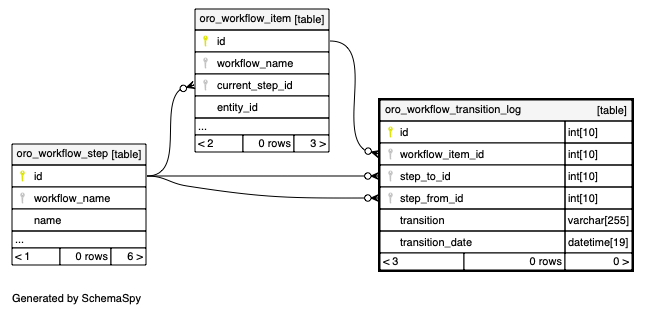 oro_workflow_item [table]
id
workflow_name
current_step_id
entity_id
...
< 2 0 rows 3 >
oro_workflow_transition_log [table]
id int[10]
workflow_item_id int[10]
step_to_id int[10]
step_from_id int[10]
transition varchar[255]
transition_date datetime[19]
< 3 0 rows 0 >
oro_workflow_step [table]
id
workflow_name
name
...
< 1 0 rows 6 >
Generated by SchemaSpy